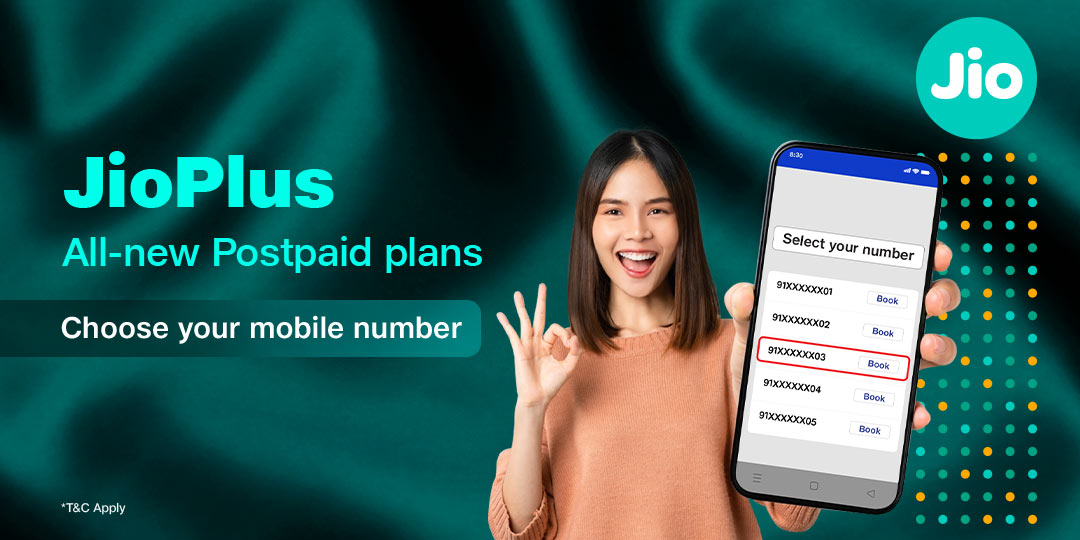 Jio
JioPlus
All-new Postpaid plans
Choose your mobile number
*T&C Apply
8:30
Select your number
91XXXXXX01 Book
91XXXXXX02 Book
91XXXXXX03 Book
91XXXXXX04 Book
91XXXXXX05 Book